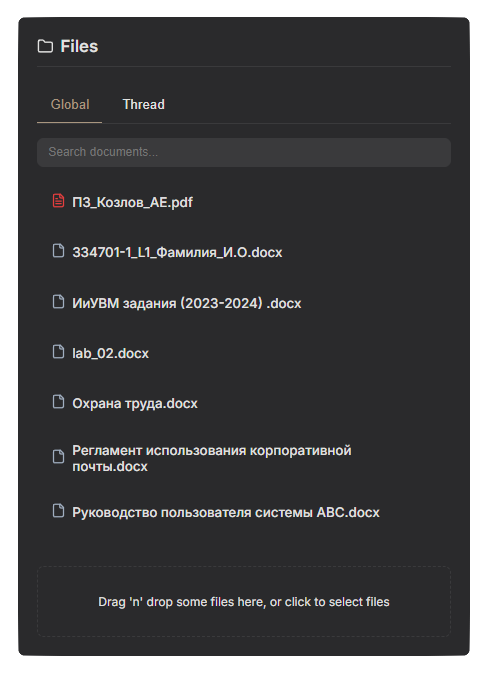 Files
Global Thread
Search documents...
ПЗ_Козлов_АЕ.pdf
334701-1_L1_Фамилия_И.О.docx
ИиУВМ задания (2023-2024) .docx
lab_02.docx
Охрана труда.docx
Регламент использования корпоративной
почты.docx
Руководство пользователя системы ABC.docx
Drag 'n' drop some files here, or click to select files